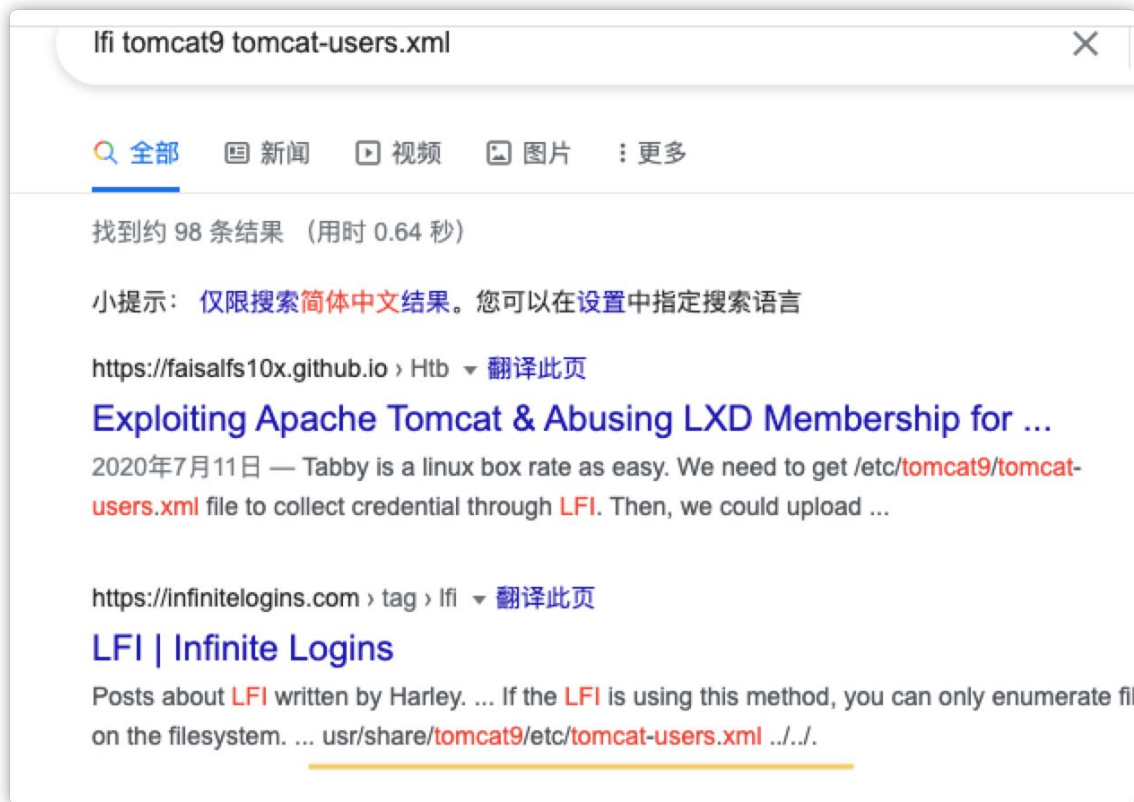 lfi tomcat9 tomcat-users.xml
全部 新闻 视频 图片 更多
找到约 98 条结果 （用时 0.64 秒）
小提示： 仅限搜索简体中文结果。您可以在设置中指定搜索语言
https://faisalfs10x.github.io › Htb 翻译此页
Exploiting Apache Tomcat & Abusing LXD Membership for ...
2020年7月11日 — Tabby is a linux box rate as easy. We need to get /etc/tomcat9/tomcat-
users.xml file to collect credential through LFI. Then, we could upload ...
https://infinitelogins.com › tag › lfi 翻译此页
LFI | Infinite Logins
Posts about LFI written by Harley. ... If the LFI is using this method, you can only enumerate
on the filesystem. ... usr/share/tomcat9/etc/tomcat-users.xml ../../.